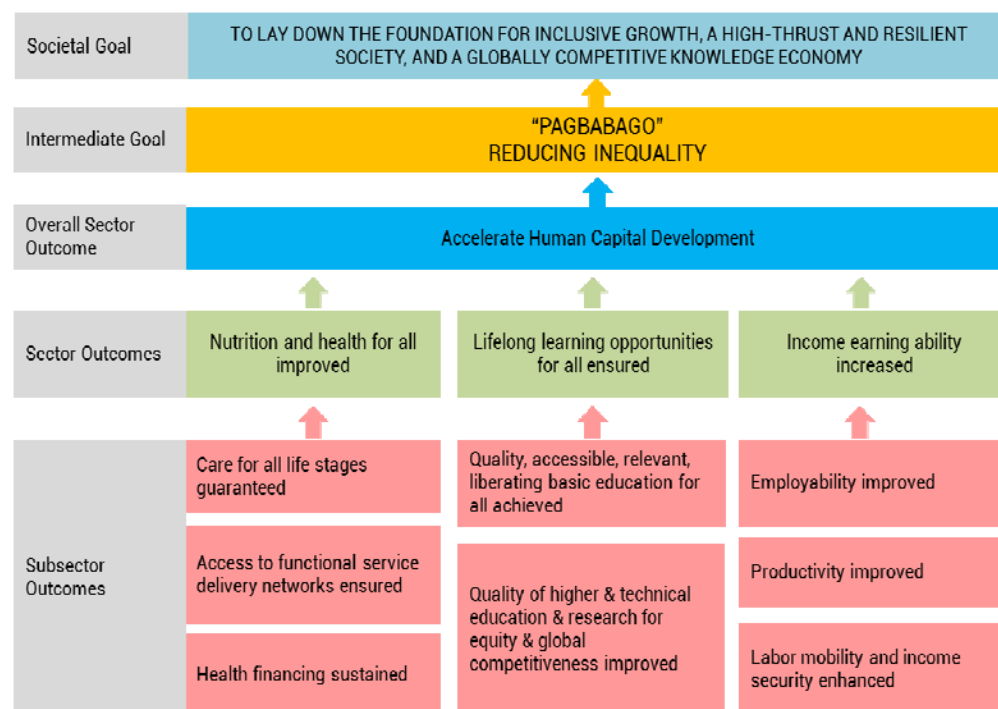 Societal Goal
TO LAY DOWN THE FOUNDATION FOR INCLUSIVE GROWTH, A HIGH-THRUST AND RESILIENT
SOCIETY, AND A GLOBALLY COMPETITIVE KNOWLEDGE ECONOMY
Intermediate Goal
“PAGBABAGO”
REDUCING INEQUALITY
Overall Sector
Outcome
Accelerate Human Capital Development
Sector Outcomes
Nutrition and health for all
improved
Lifelong learning opportunities
for all ensured
Income earning ability
increased
Subsector
Outcomes
Care for all life stages
guaranteed
Access to functional service
delivery networks ensured
Health financing sustained
Quality, accessible, relevant,
liberating basic education for
all achieved
Quality of higher & technical
education & research for
equity & global
competitiveness improved
Employability improved
Productivity improved
Labor mobility and income
security enhanced